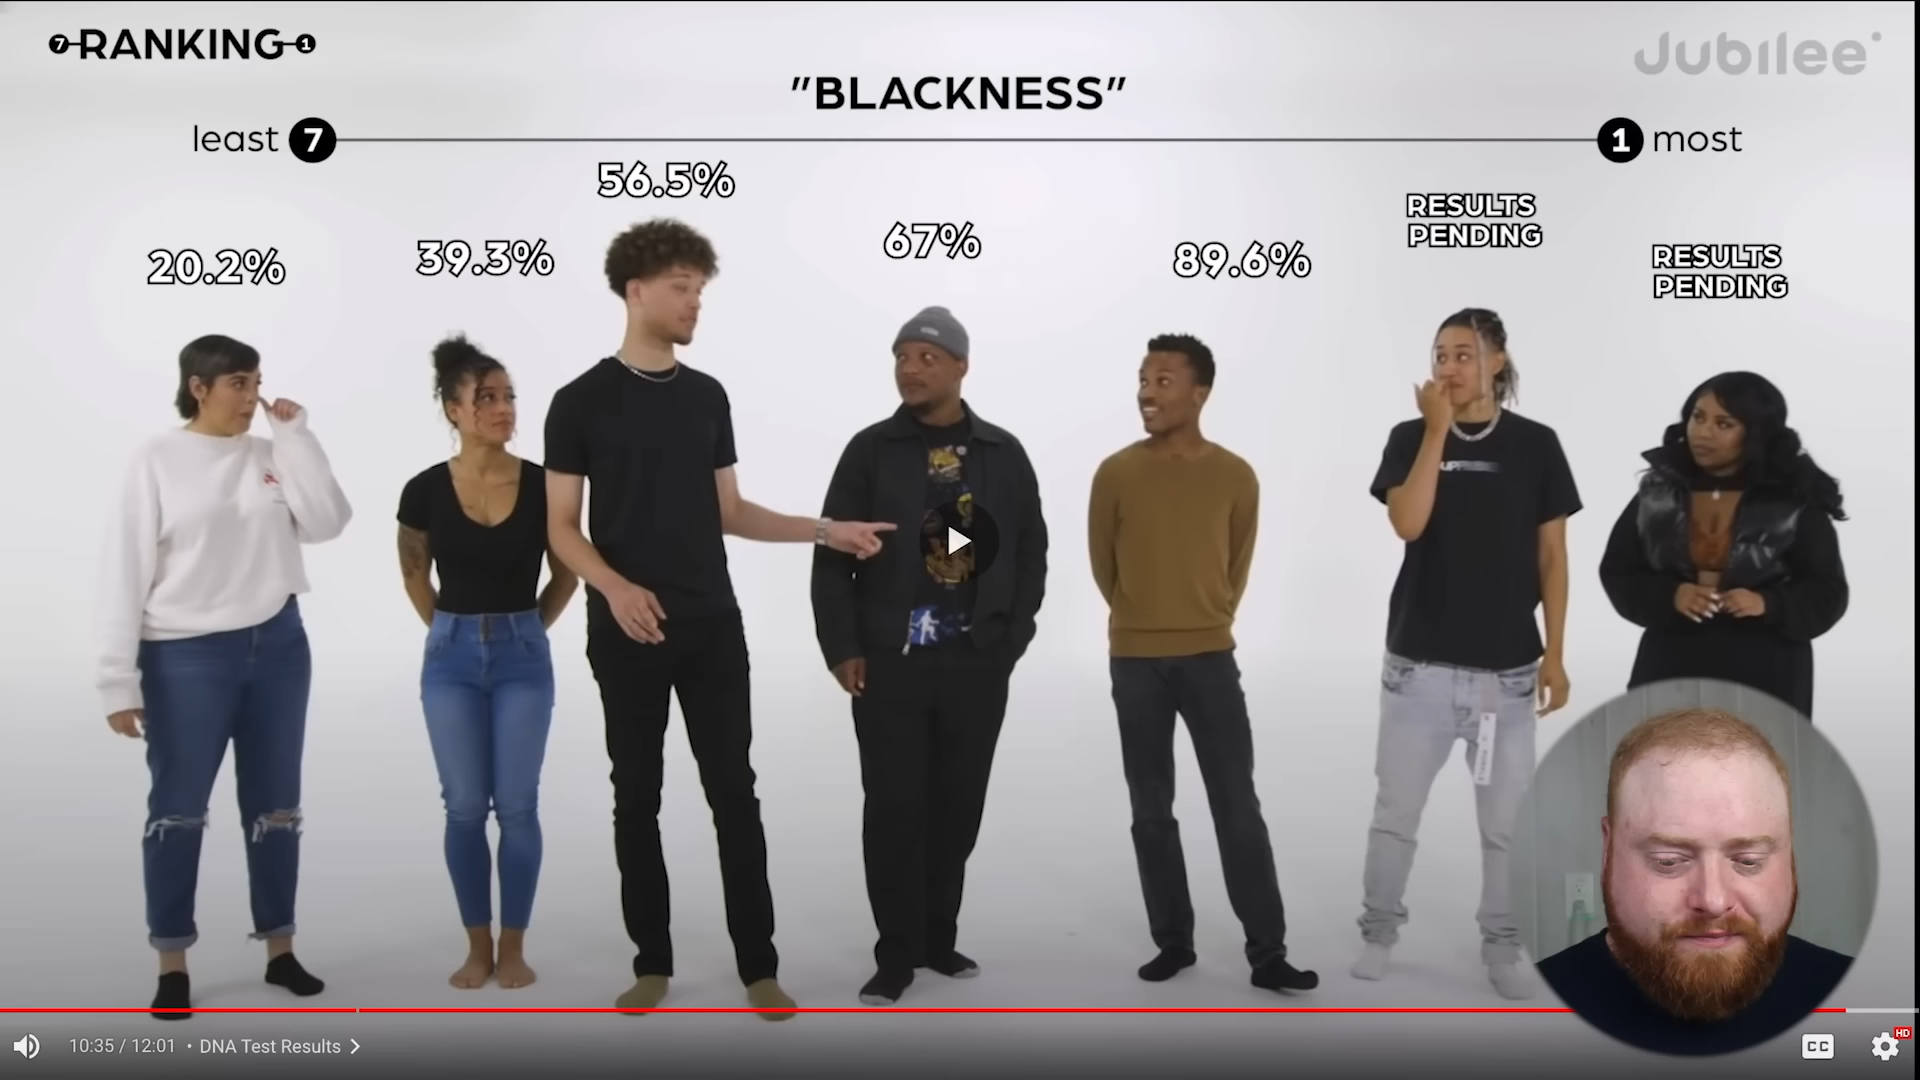 7 RANKING 1
Jubilee
"BLACKNESS"
least 7
1 most
56.5%
20.2%
39.3%
67%
89.6%
RESULTS
PENDING
RESULTS
PENDING
10:35 / 12:01 • DNA Test Results >
CC
HD